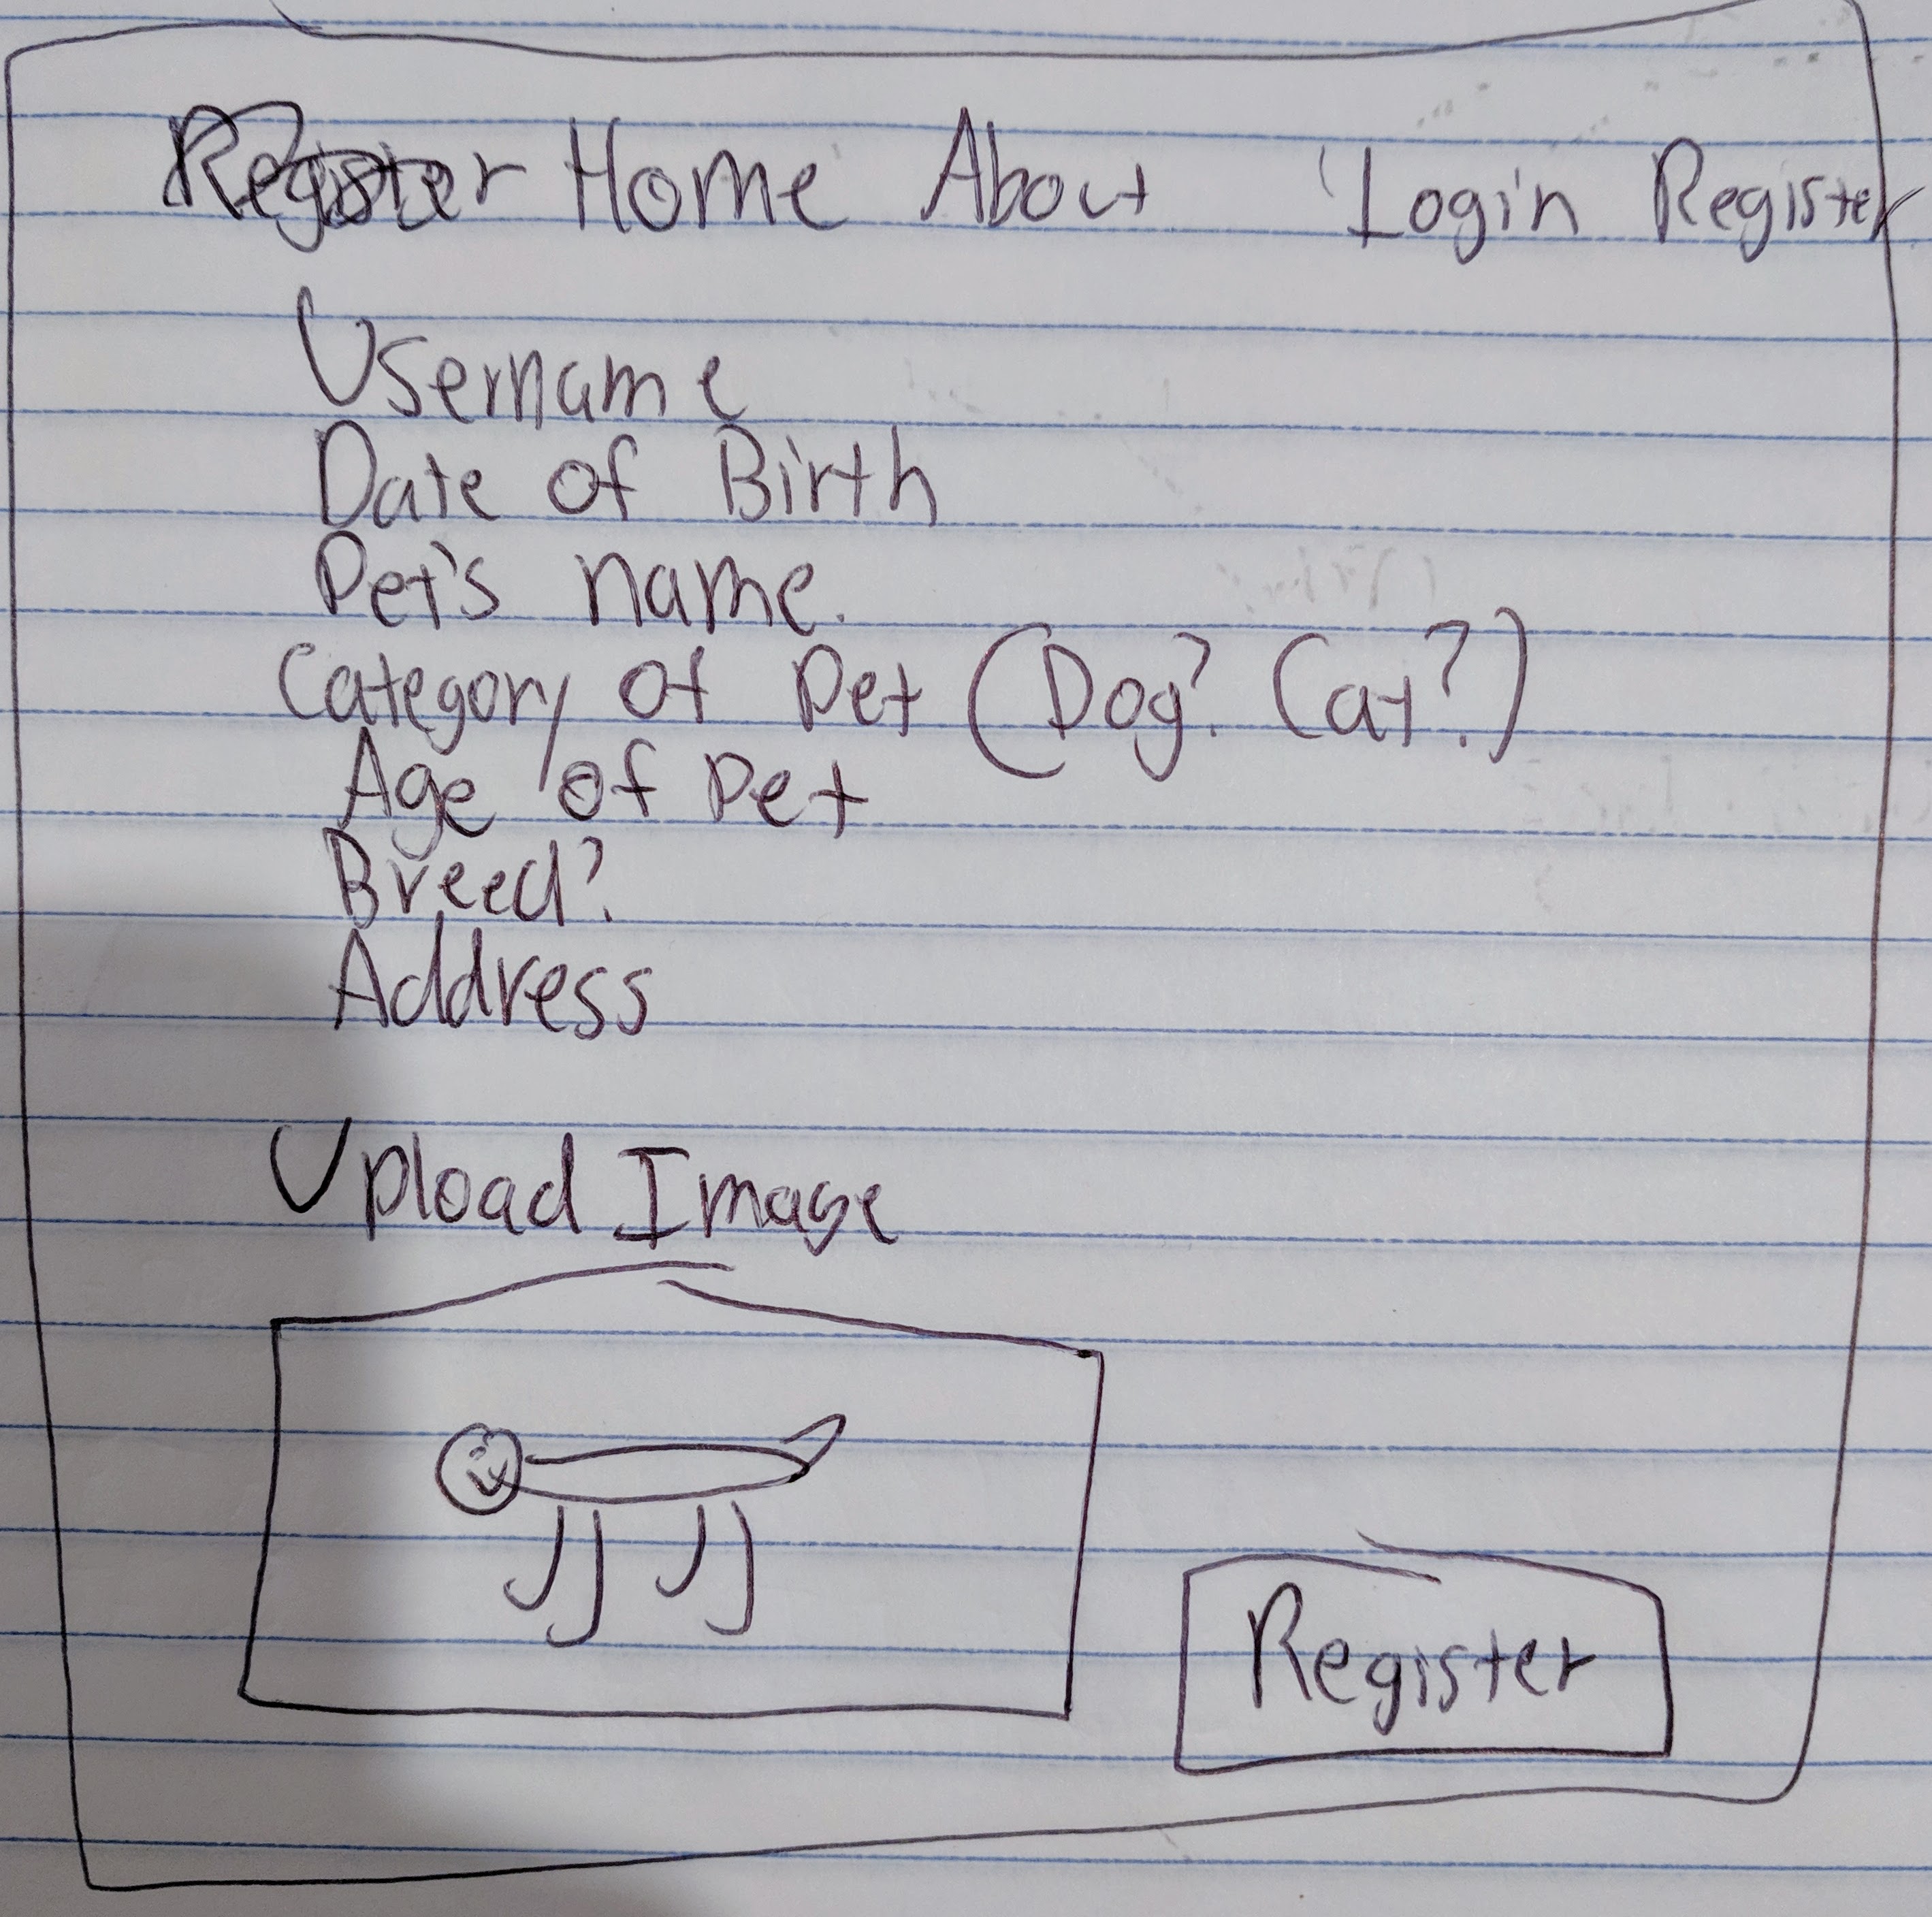 Register Home About Login Register
Username
Date of Birth
Pet's name.
Category of Pet (Dog? Cat?)
Age of Pet
Breed?
Address
Upload Image
Register